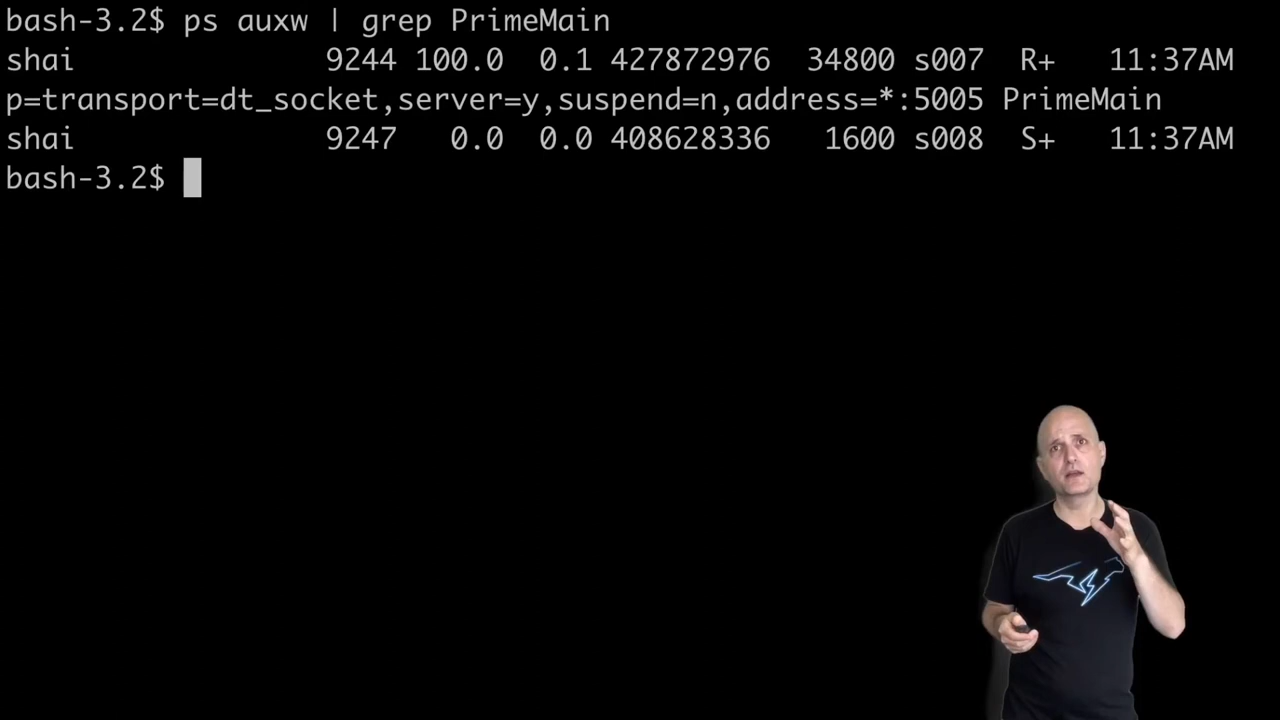 bash-3.2$ ps auxw | grep PrimeMain
shai 9244 100.0 0.1 427872976 34800 s007 R+ 11:37AM
p=transport=dt_socket,server=y,suspend=n,address=*:5005 PrimeMain
shai 9247 0.0 0.0 408628336 1600 s008 S+ 11:37AM
bash-3.2$